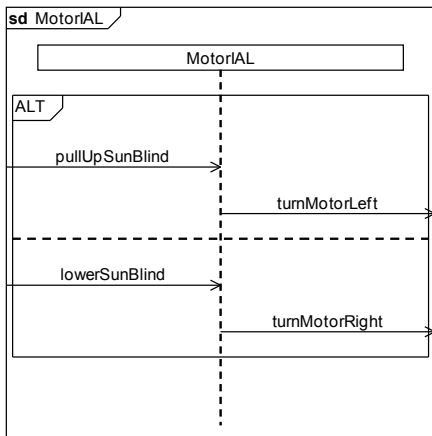 sd MotorIAL
MotorIAL
ALT
pullUpSunBlind
turnMotorLeft
lowerSunBlind
turnMotorRight